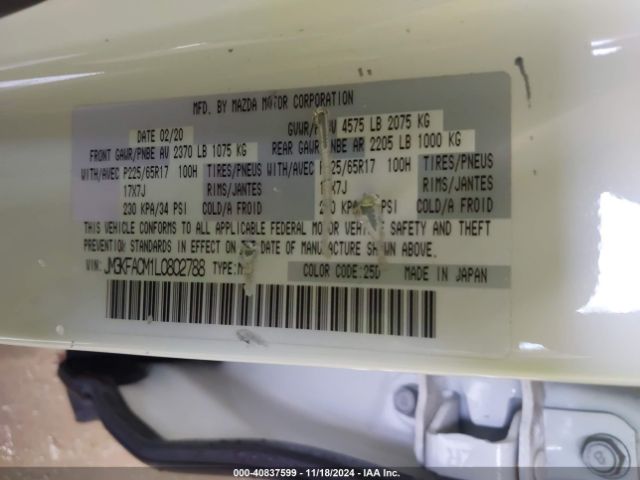 MFD. BY MAZDA MOTOR CORPORATION
DATE 02/20 GVWR/PNBV 4575 LB 2075 KG
FRONT GAWR/PNBE AV 2370 LB 1075 KG REAR GAWR/PNBE AR 2205 LB 1000 KG
WITH/AVEC P225/65R17 100H TIRES/PNEUS WITH/AVEC P225/65R17 100H TIRES/PNEUS
17X7J RIMS/JANTES 17X7J RIMS/JANTES
230 KPA/34 PSI COLD/A FROID 230 KPA/34 PSI COLD/A FROID
THIS VEHICLE CONFORMS TO ALL APPLICABLE FEDERAL MOTOR VEHICLE SAFETY AND THEFT
PREVENTION STANDARDS IN EFFECT ON THE DATE OF MANUFACTURE SHOWN ABOVE.
VIN: JM3KFACM1L0802788 TYPE: COLOR CODE:25D MADE IN JAPAN
000-40837599 — 11/18/2024 — IAA Inc.